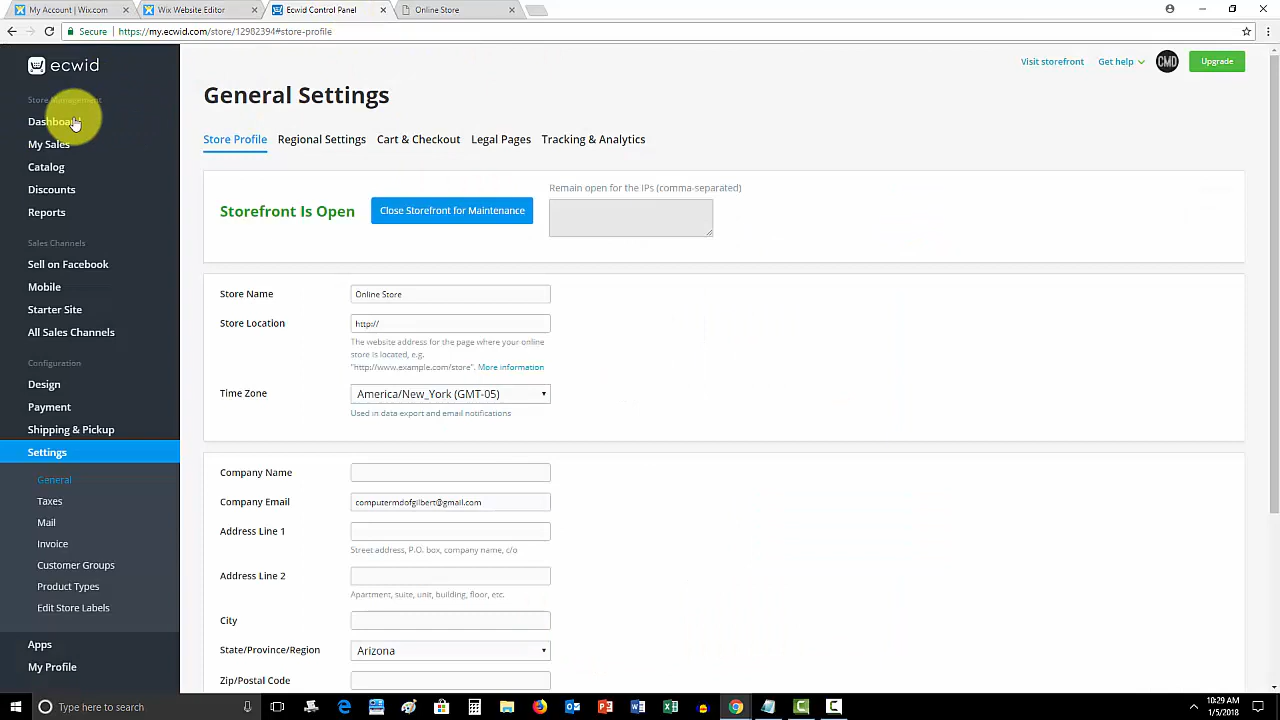 My Account | Wix.com
Wix Website Editor
Ecwid Control Panel
Online Store
Secure
https://my.ecwid.com/store/12982394#store-profile
ecwid
Visit storefront
Get help
CMD
Upgrade
Store Management
Dashboard
My Sales
Catalog
Discounts
Reports
Sales Channels
Sell on Facebook
Mobile
Starter Site
All Sales Channels
Configuration
Design
Payment
Shipping & Pickup
Settings
General
Taxes
Mail
Invoice
Customer Groups
Product Types
Edit Store Labels
Apps
My Profile
General Settings
Store Profile Regional Settings Cart & Checkout Legal Pages Tracking & Analytics
Storefront Is Open
Close Storefront for Maintenance
Remain open for the IPs (comma-separated)
Store Name
Online Store
Store Location
http://
The website address for the page where your online
store is located, e.g.
"http://www.example.com/store". More information
Time Zone
America/New_York (GMT-05)
Used in data export and email notifications
Company Name
Company Email
computermdofgilbert@gmail.com
Address Line 1
Street address, P.O. box, company name, c/o
Address Line 2
Apartment, suite, unit, building, floor, etc.
City
State/Province/Region
Arizona
Zip/Postal Code
Type here to search
10:29 AM
1/5/2018